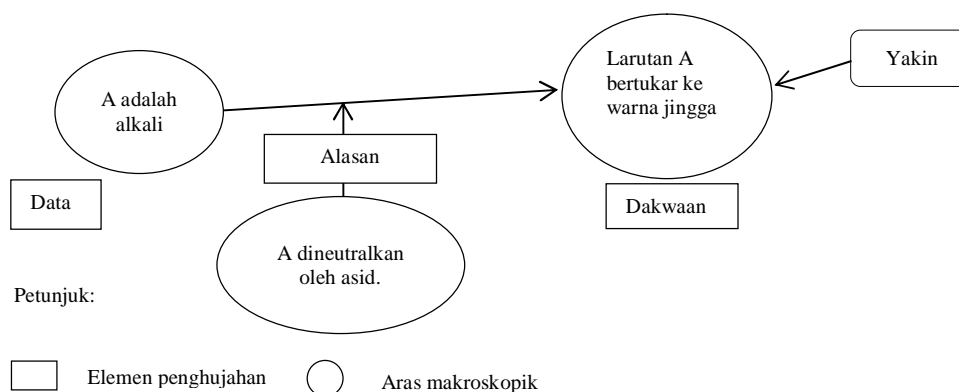 A adalah
alkali
Larutan A
bertukar ke
warna jingga
Yakin
Alasan
Data
Dakwaan
A dineutralkan
oleh asid.
Petunjuk:
Elemen penghujahan
Aras makroskopik